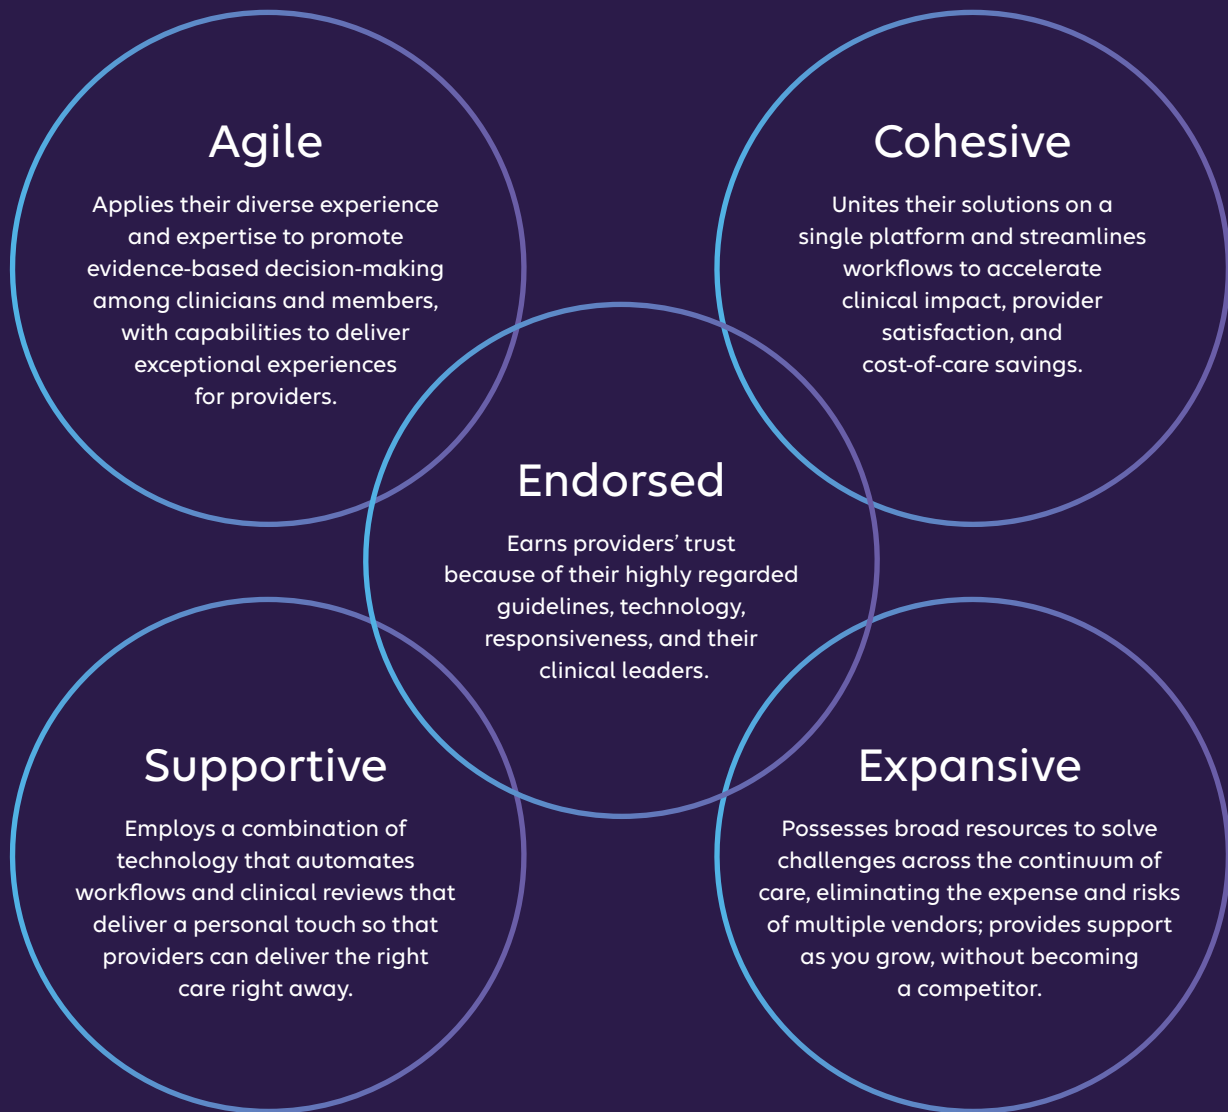 Agile
Applies their diverse experience
and expertise to promote
evidence-based decision-making
among clinicians and members,
with capabilities to deliver
exceptional experiences
for providers.
Cohesive
Unites their solutions on a
single platform and streamlines
workflows to accelerate
clinical impact, provider
satisfaction, and
cost-of-care savings.
Endorsed
Earns providers’ trust
because of their highly regarded
guidelines, technology,
responsiveness, and their
clinical leaders.
Supportive
Employs a combination of
technology that automates
workflows and clinical reviews that
deliver a personal touch so that
providers can deliver the right
care right away.
Expansive
Possesses broad resources to solve
challenges across the continuum of
care, eliminating the expense and risks
of multiple vendors; provides support
as you grow, without becoming
a competitor.